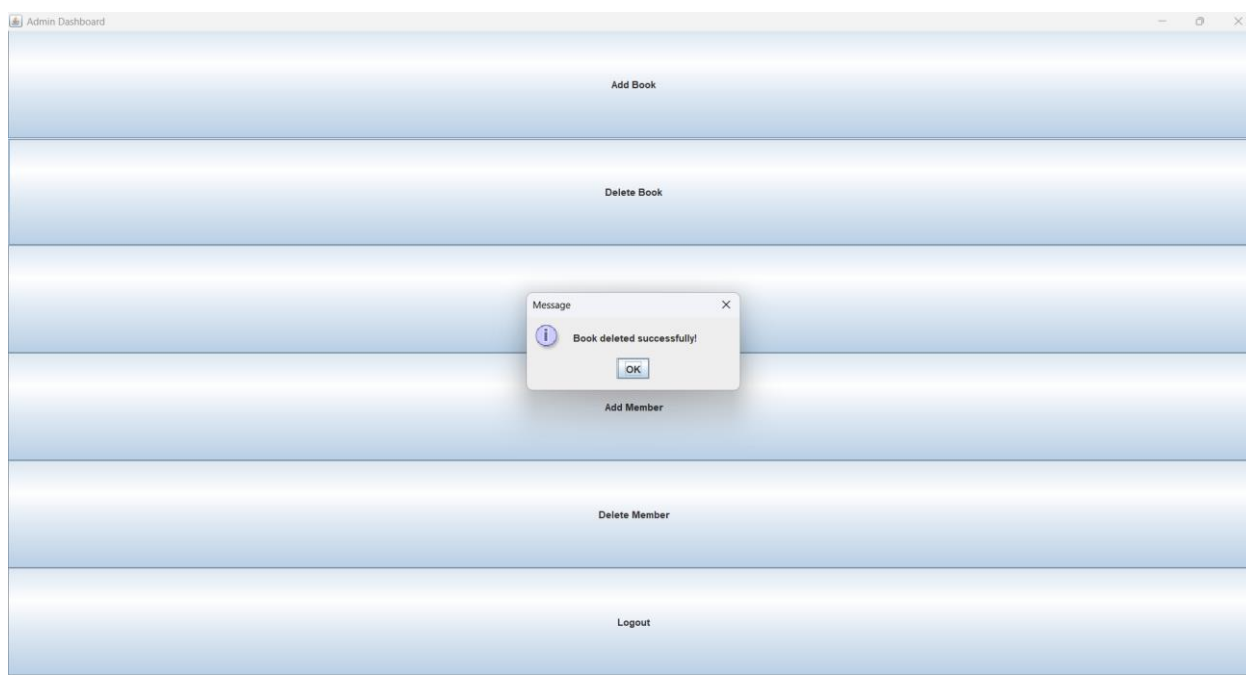 Admin Dashboard
Add Book
Delete Book
Message
Book deleted successfully!
OK
Add Member
Delete Member
Logout